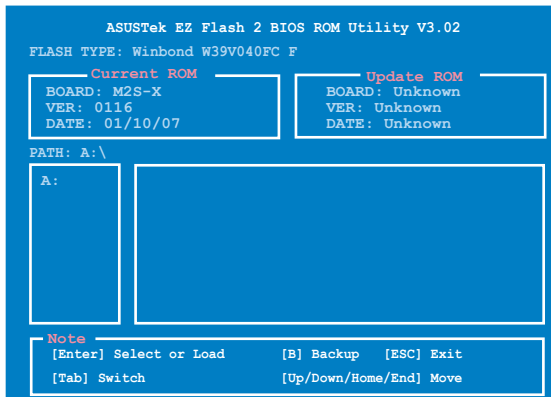 ASUSTek EZ Flash 2 BIOS ROM Utility V3.02
FLASH TYPE: Winbond W39V040FC F
Current ROM
BOARD: M2S-X
VER: 0116
DATE: 01/10/07
Update ROM
BOARD: Unknown
VER: Unknown
DATE: Unknown
PATH: A:\
A:
Note
[Enter] Select or Load [B] Backup [ESC] Exit
[Tab] Switch [Up/Down/Home/End] Move